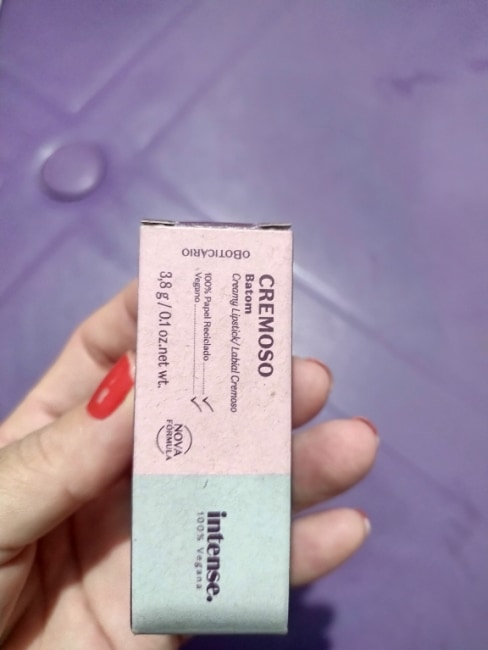 OBOTICÁRIO
CREMOSO
Batom
Creamy Lipstick/ Labial Cremoso
100% Papel Reciclado
Vegano
3,8 g / 0.1 oz.net wt.
NOVA
FÓRMULA
intense.
100% Vegana